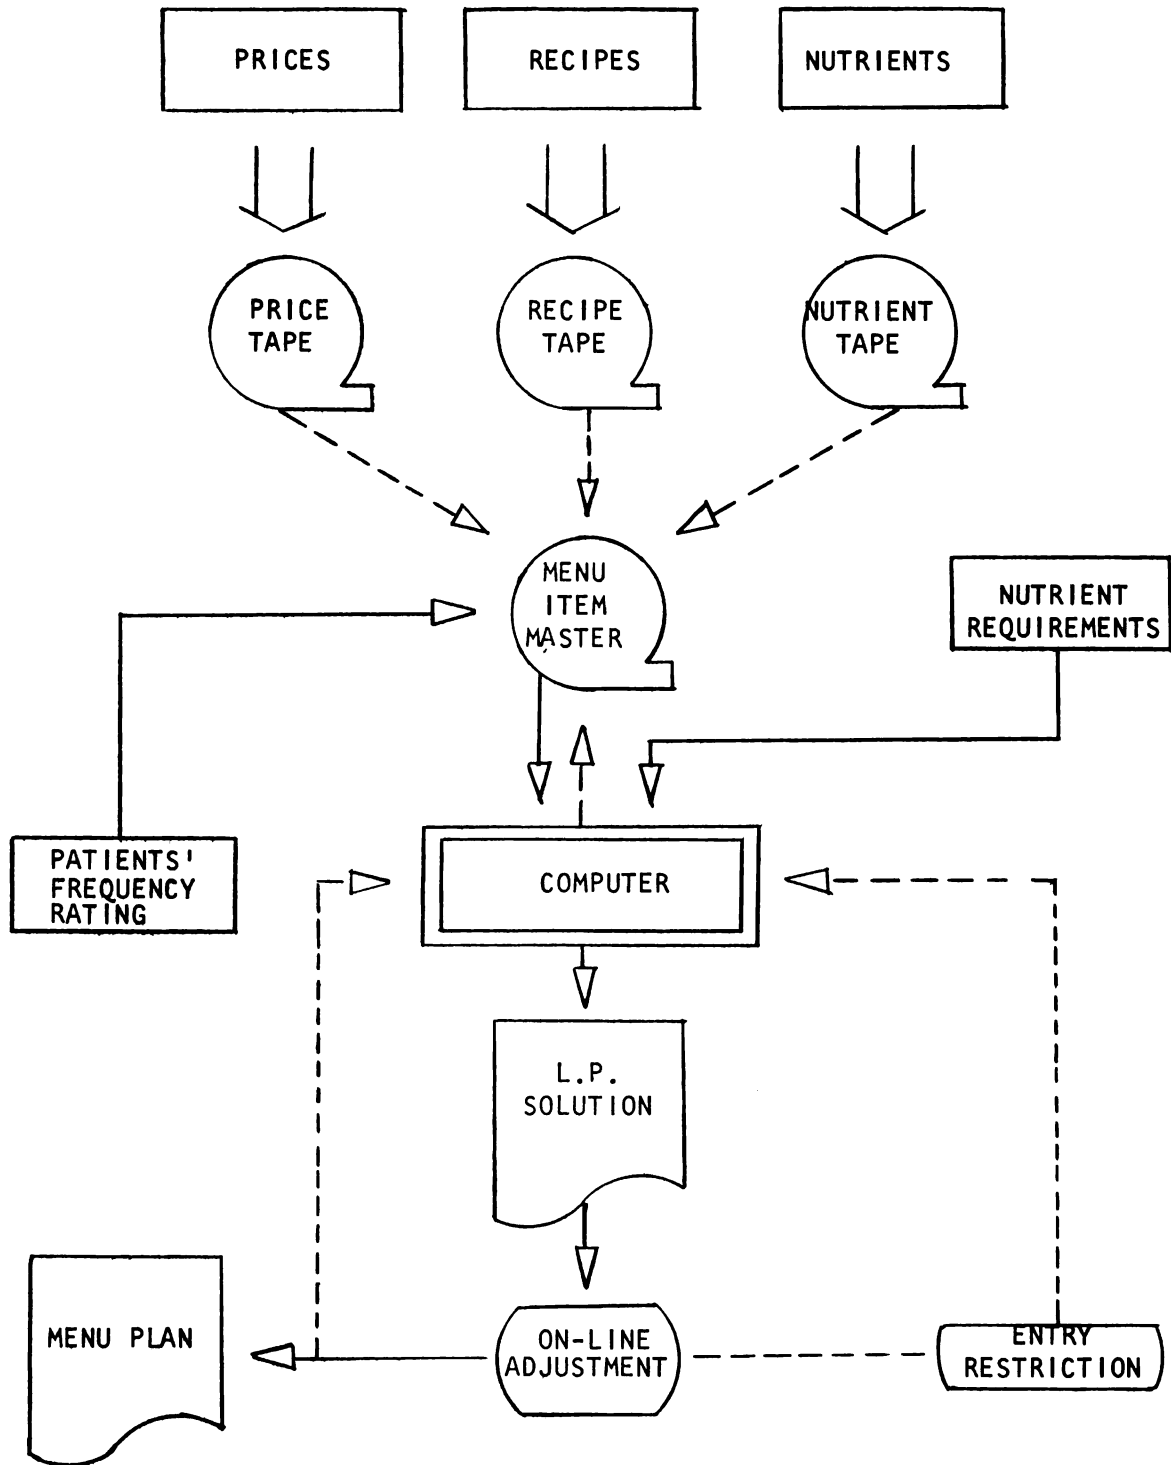 PRICES
RECIPES
NUTRIENTS
PRICE
TAPE
RECIPE
TAPE
NUTRIENT
TAPE
MENU
ITEM
MASTER
NUTRIENT
REQUIREMENTS
PATIENTS'
FREQUENCY
RATING
COMPUTER
L.P.
SOLUTION
MENU PLAN
ON-LINE
ADJUSTMENT
ENTRY
RESTRICTION